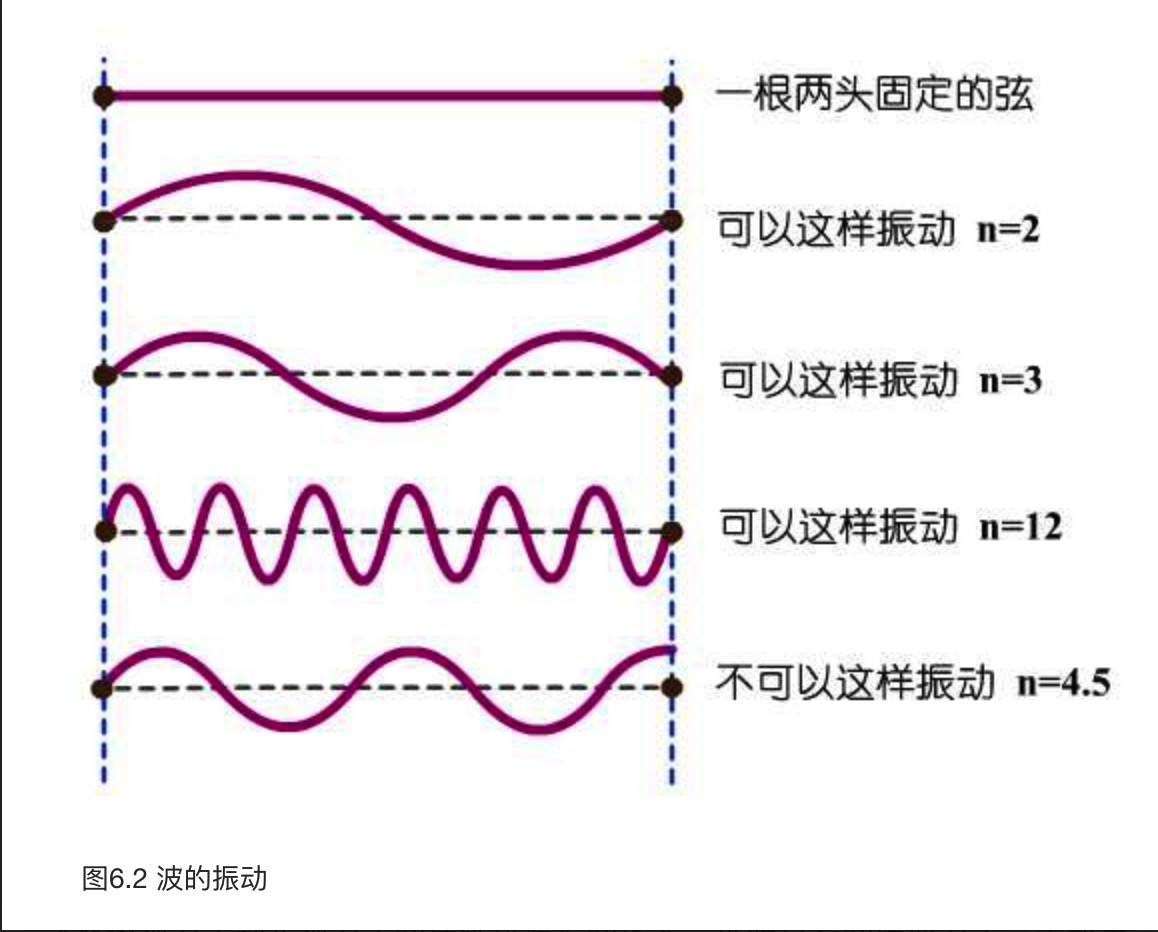 一根两头固定的弦
可以这样振动 n=2
可以这样振动 n=3
可以这样振动 n=12
不可以这样振动 n=4.5
图6.2 波的振动